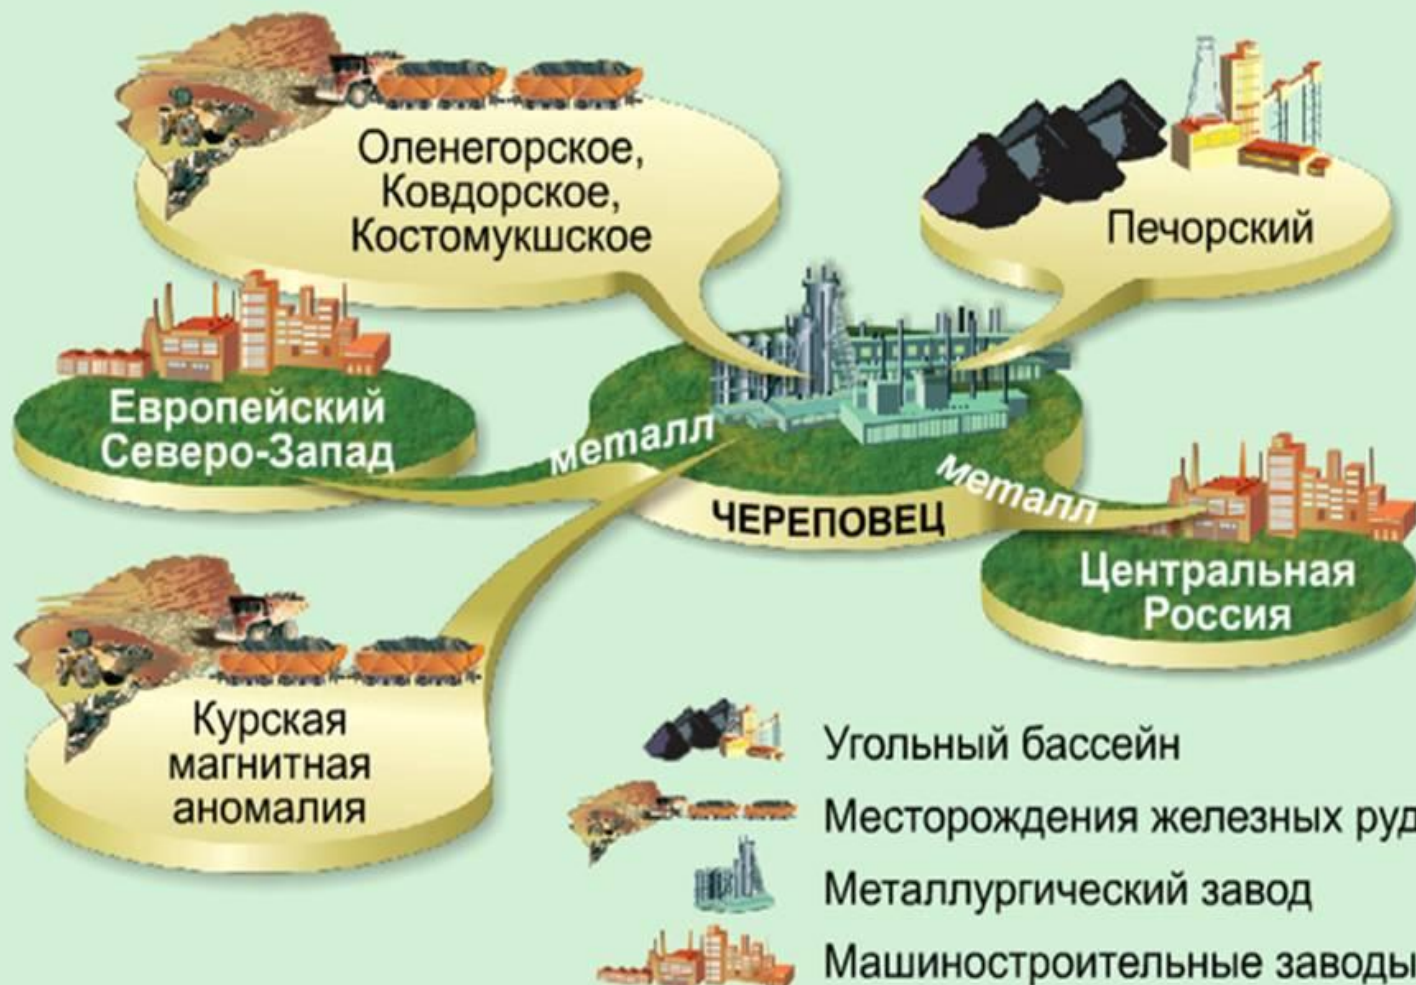 Оленегорское,
Ковдорское,
Костомукшское
Печорский
Европейский
Северо-Запад
металл
металл
ЧЕРЕПОВЕЦ
Центральная
Россия
Курская
магнитная
аномалия
Угольный бассейн
Месторождения железных руд
Металлургический завод
Машиностроительные заводы